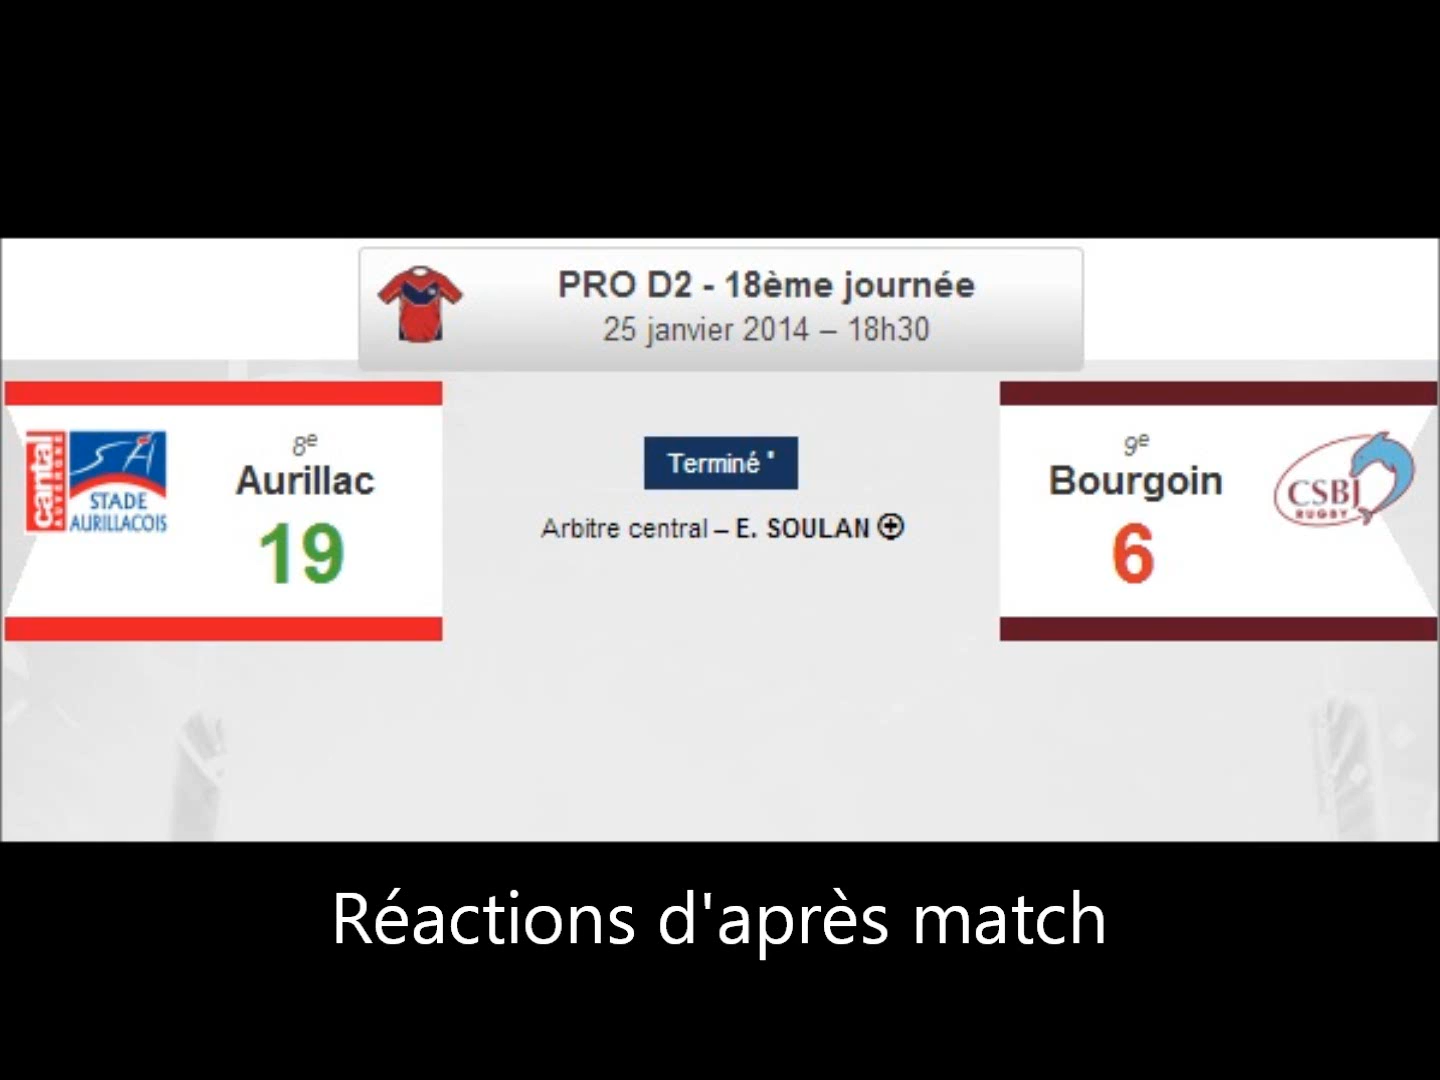 PRO D2 - 18ème journée
25 janvier 2014 – 18h30
cantal
AUVERGNE
STADE
AURILLACOIS
8e
Aurillac
19
Terminé *
Arbitre central – E. SOULAN
9e
Bourgoin
6
CSBJ
RUGBY
Réactions d'après match